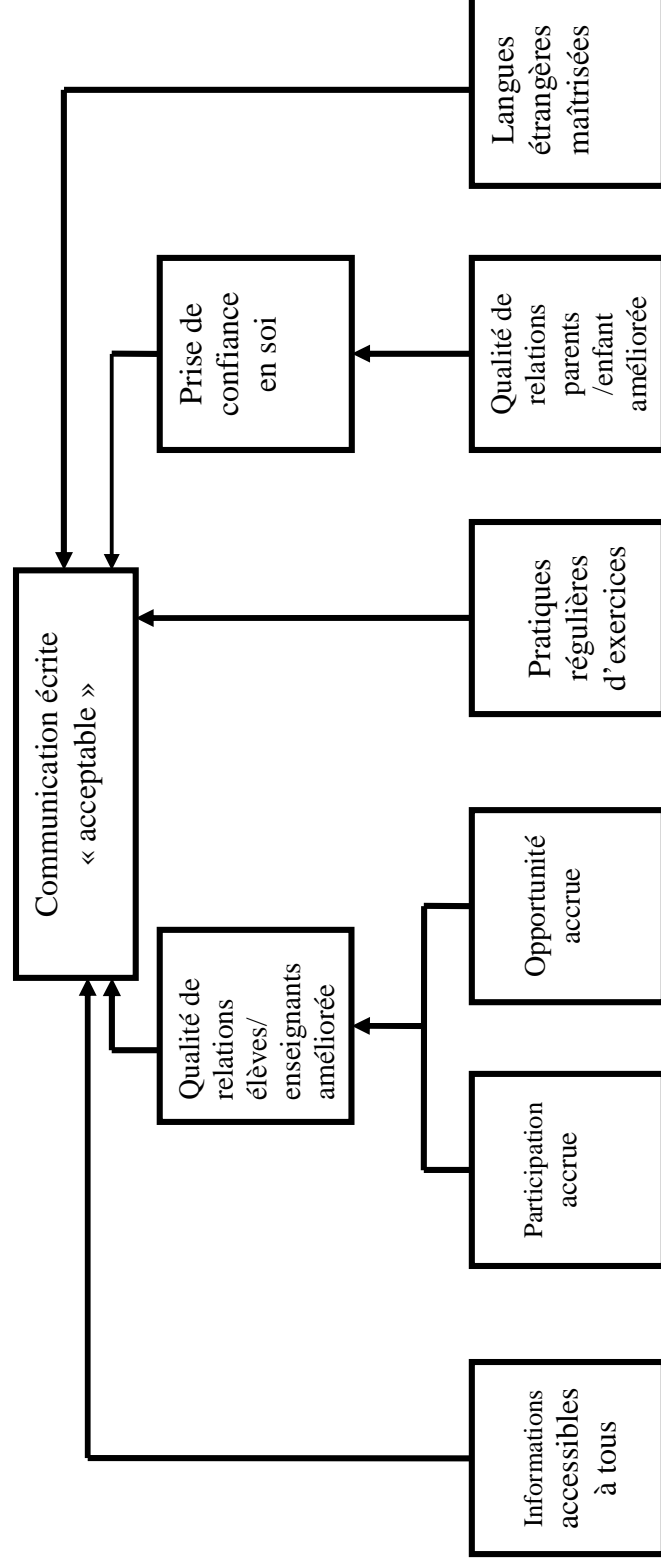 Communication écrite
« acceptable »
Qualité de
relations
élèves/
enseignants
améliorée
Prise de
confiance
en soi
Informations
accessibles
à tous
Participation
accrue
Opportunité
accrue
Pratiques
régulières
d'exercices
Qualité de
relations
parents
/enfant
améliorée
Langues
étrangères
maîtrisées